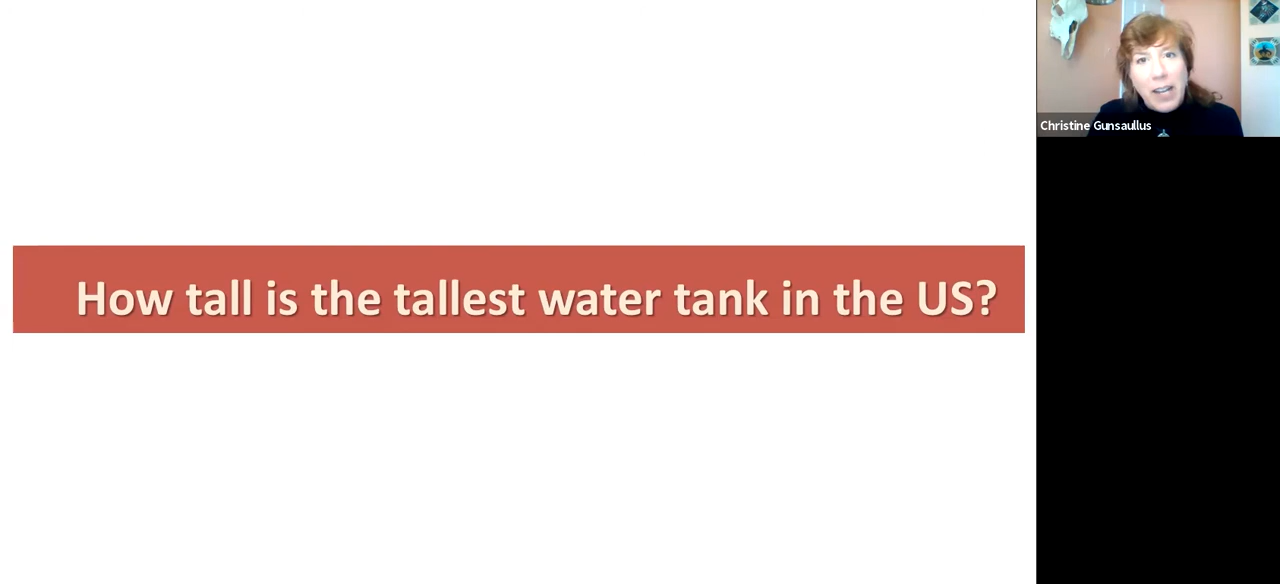 How tall is the tallest water tank in the US?
Christine Gunsaullus